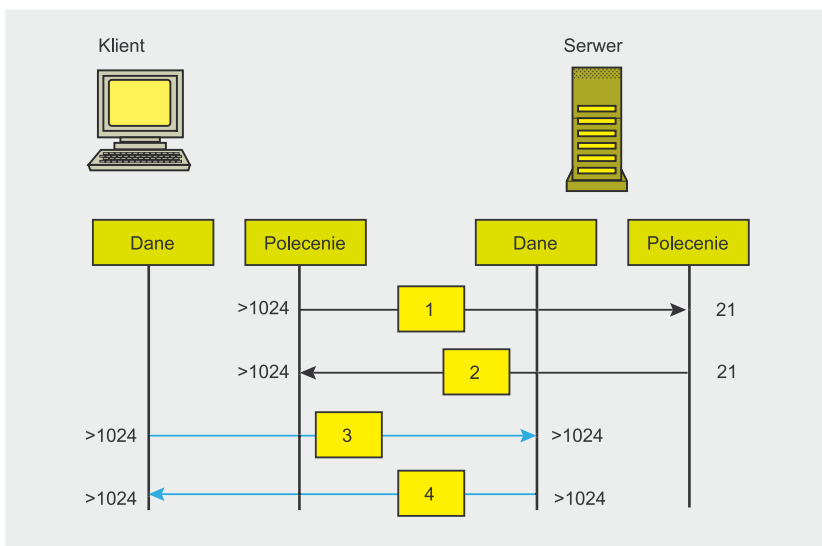 Klient Serwer
Dane Polecenie Dane Polecenie
>1024 1 21
>1024 2 21
>1024 3 >1024
>1024 4 >1024